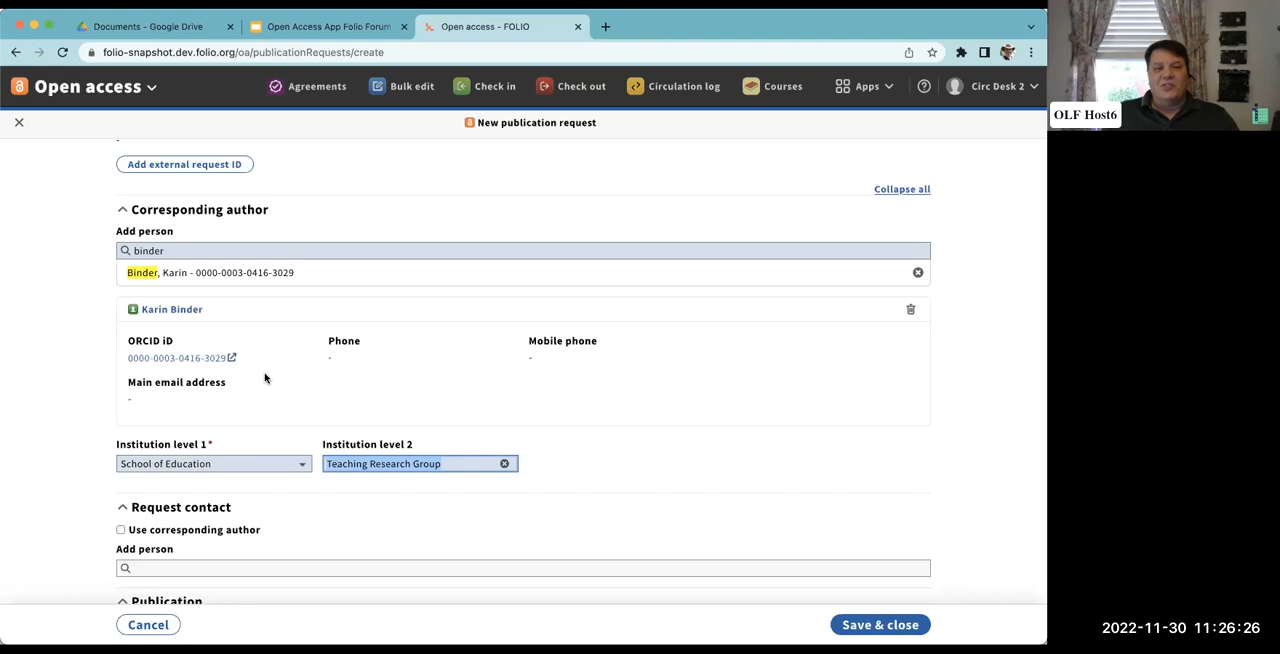 Documents - Google Drive
Open Access App Folio Forum
Open access - FOLIO
folio-snapshot.dev.folio.org/oa/publicationRequests/create
Open access
Agreements
Bulk edit
Check in
Check out
Circulation log
Courses
Apps
Circ Desk 2
New publication request
Add external request ID
Collapse all
Corresponding author
Add person
binder
Binder, Karin - 0000-0003-0416-3029
Karin Binder
ORCID iD Phone Mobile phone
0000-0003-0416-3029 - -
Main email address
-
Institution level 1* Institution level 2
School of Education Teaching Research Group
Request contact
Use corresponding author
Add person
Publication
Cancel Save & close
OLF Host6
2022-11-30 11:26:26